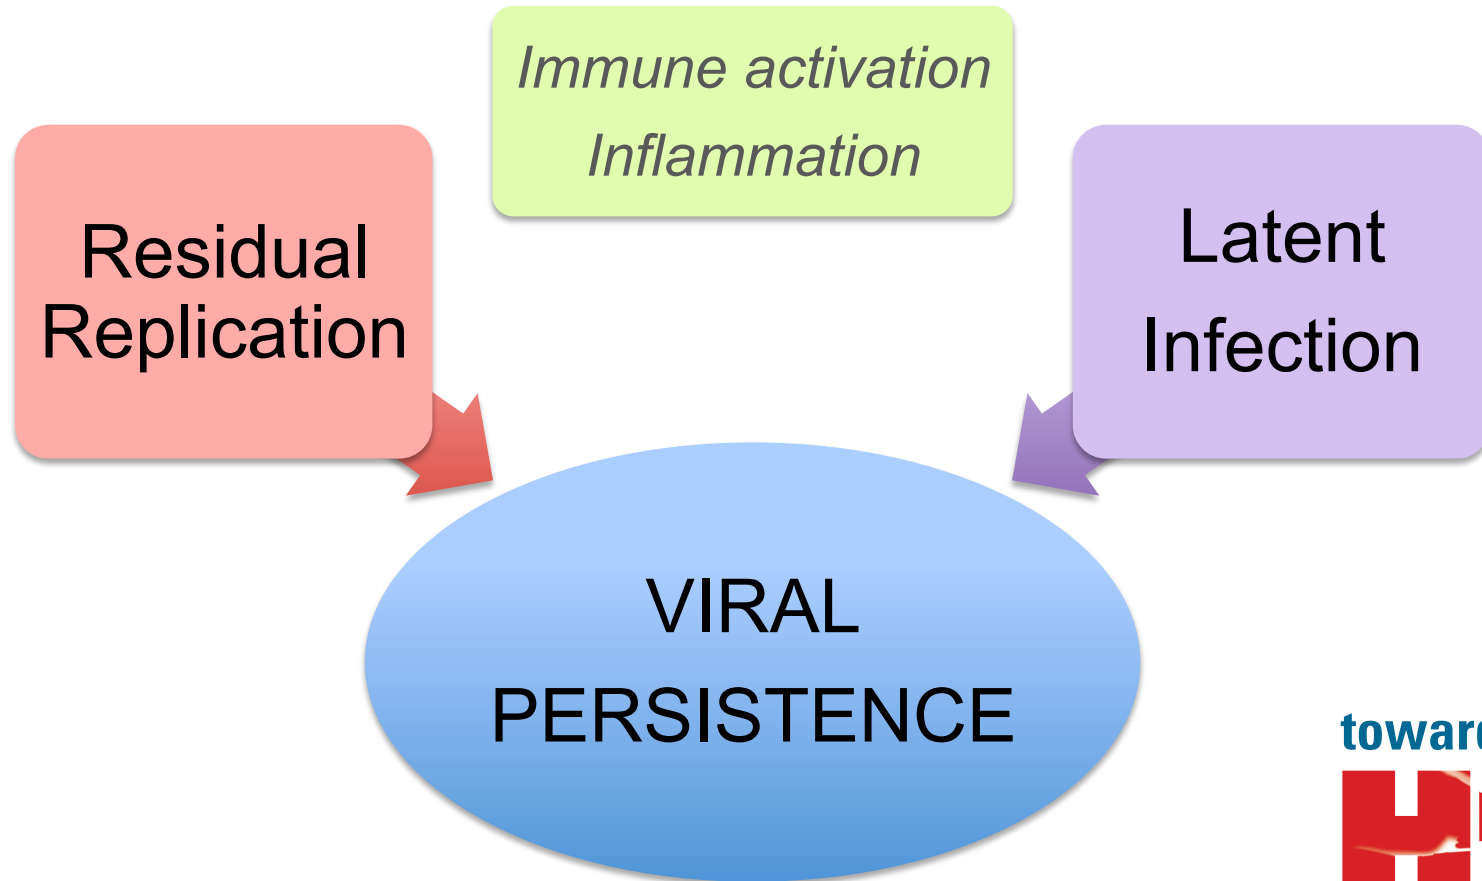 Immune activation
Inflammation
Residual
Replication
Latent
Infection
VIRAL
PERSISTENCE